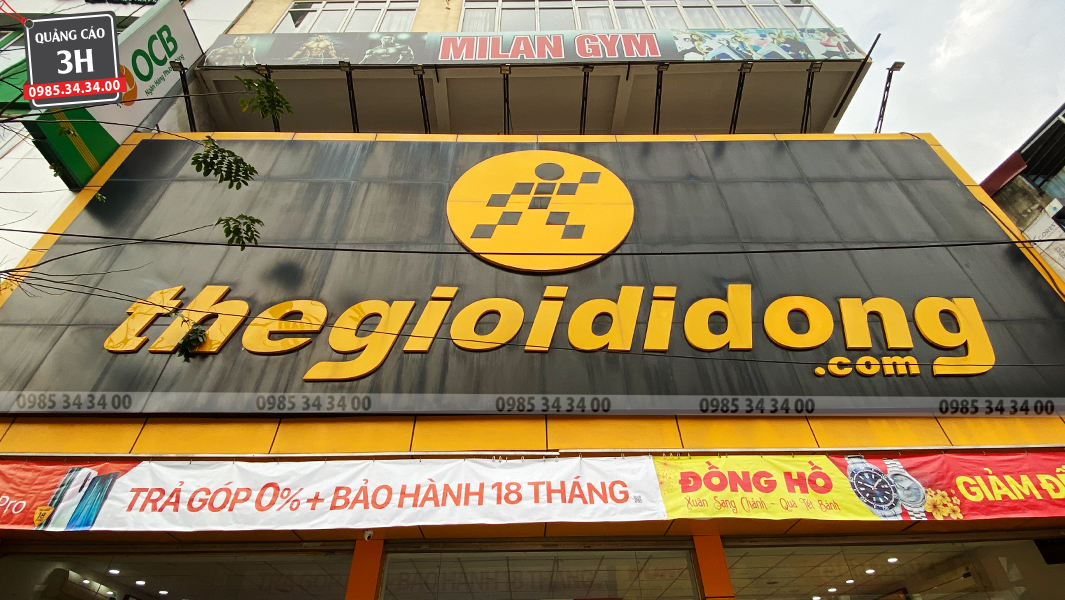 QUẢNG CÁO
3H
0985.34.34.00
OCB
MILAN GYM
thegioididong
.com
0985 34 34 00 0985 34 34 00 0985 34 34 00 0985 34 34 00 0985 34 34 00
Pro
TRẢ GÓP 0% + BẢO HÀNH 18 THÁNG
ĐỒNG HỒ
Xuân Sang Chảnh - Quà Tết Bánh
GIẢM